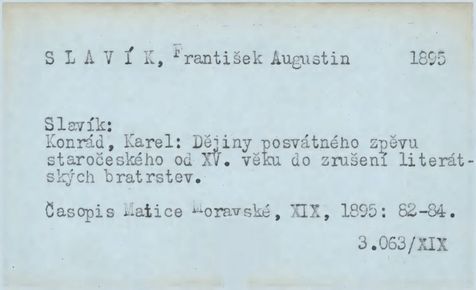 S L A V Í K, František Augustin 1895
Slavík:
Konrád, Karel: Dějiny posvátného zpěvu
staročeského od XV. věku do zrušení literát-
ských bratrstev.
Časopis Matice Moravské, XIX, 1895: 82-84.
3.063/XIX